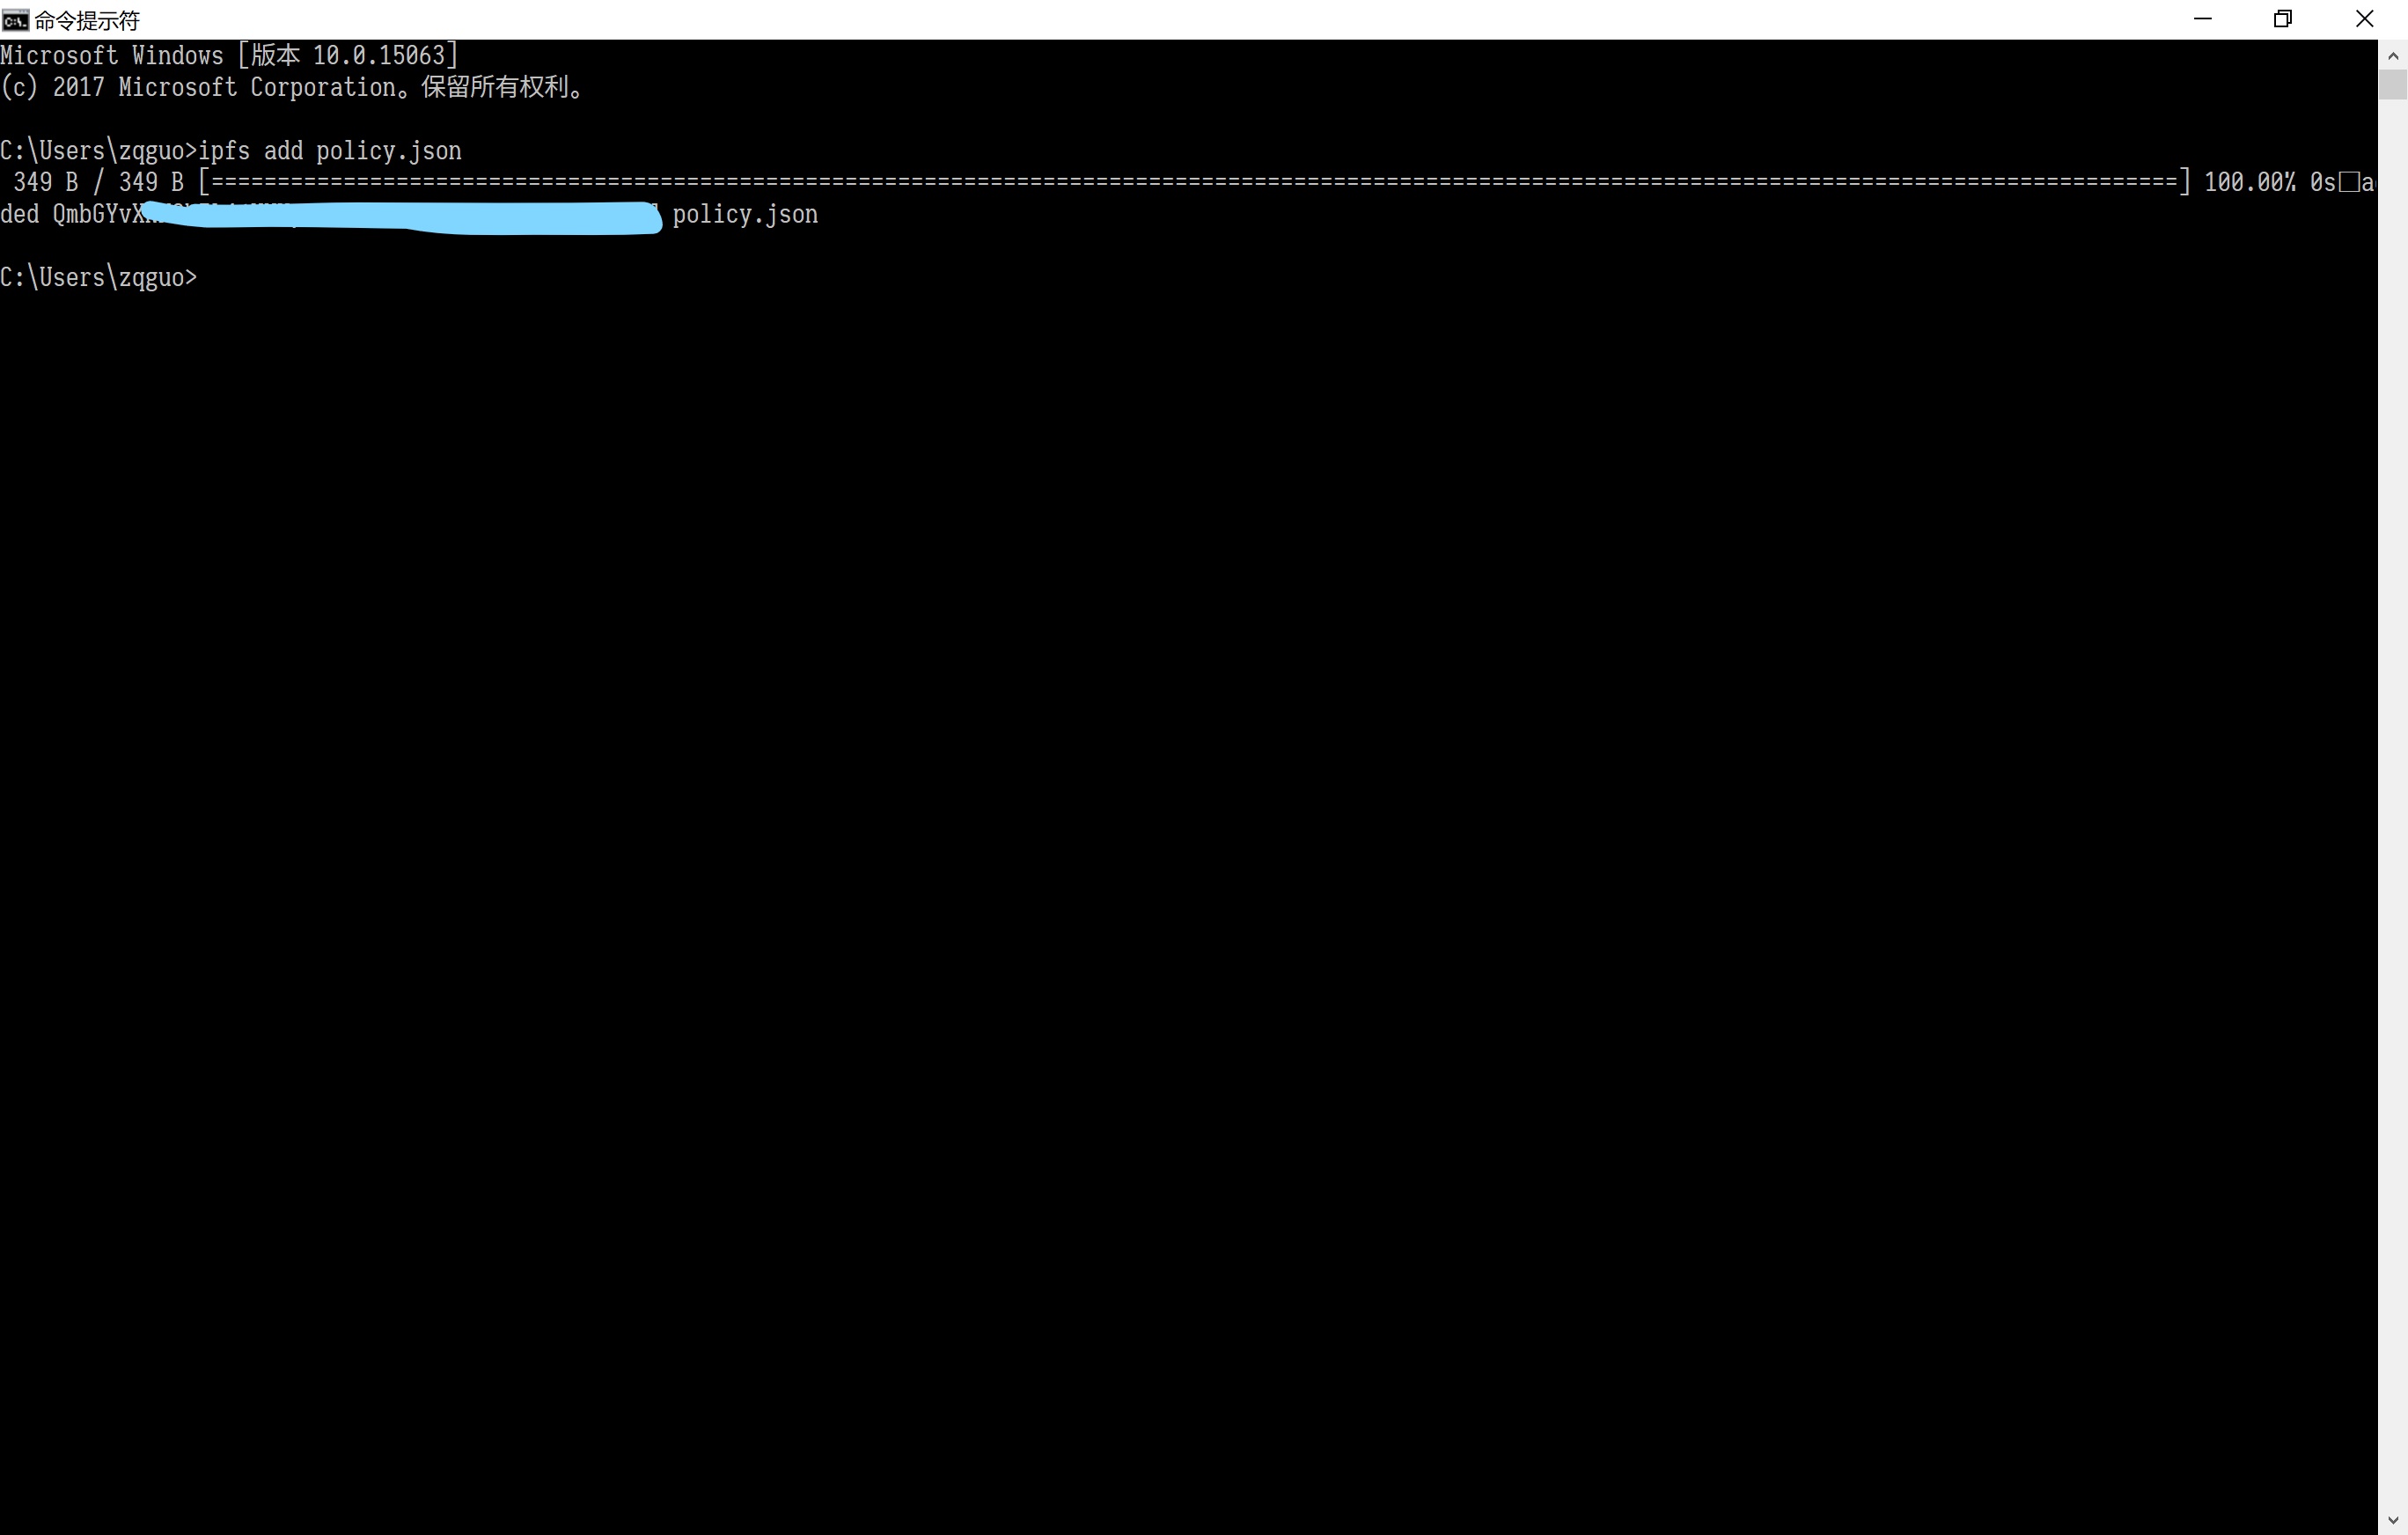 命令提示符
Microsoft Windows [版本 10.0.15063]
(c) 2017 Microsoft Corporation。保留所有权利。
C:\Users\zqguo>ipfs add policy.json
349 B / 349 B [=====================================================================================================================================================] 100.00% 0s□a
ded QmbGYvX policy.json
C:\Users\zqguo>